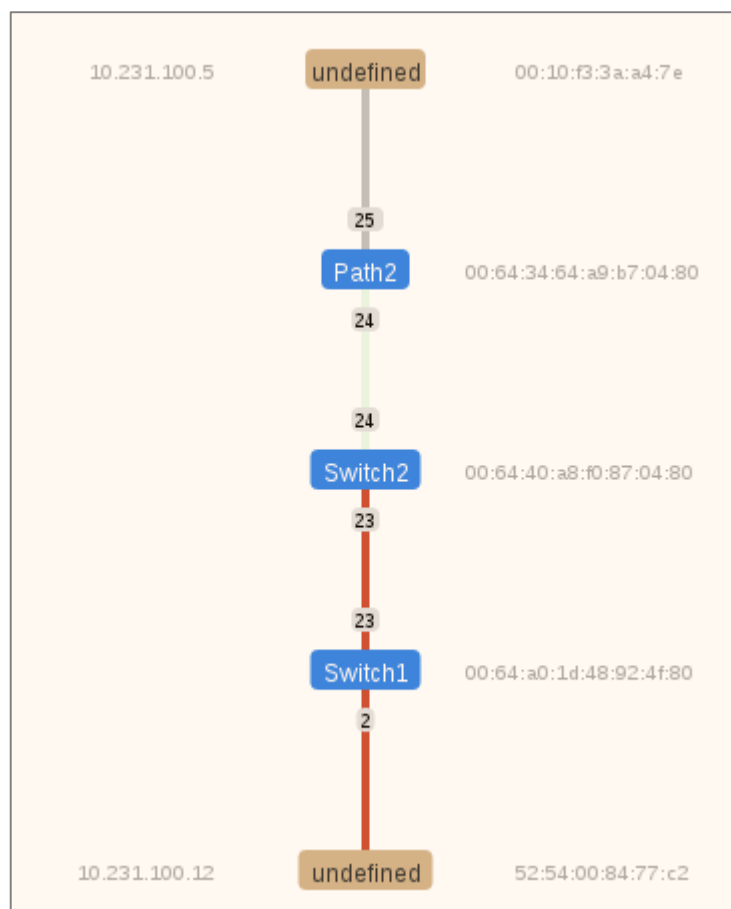 10.231.100.5 undefined 00:10:f3:3a:a4:7e
25
Path2 00:64:34:64:a9:b7:04:80
24
24
Switch2 00:64:40:a8:f0:87:04:80
23
23
Switch1 00:64:a0:1d:48:92:4f:80
2
10.231.100.12 undefined 52:54:00:84:77:c2